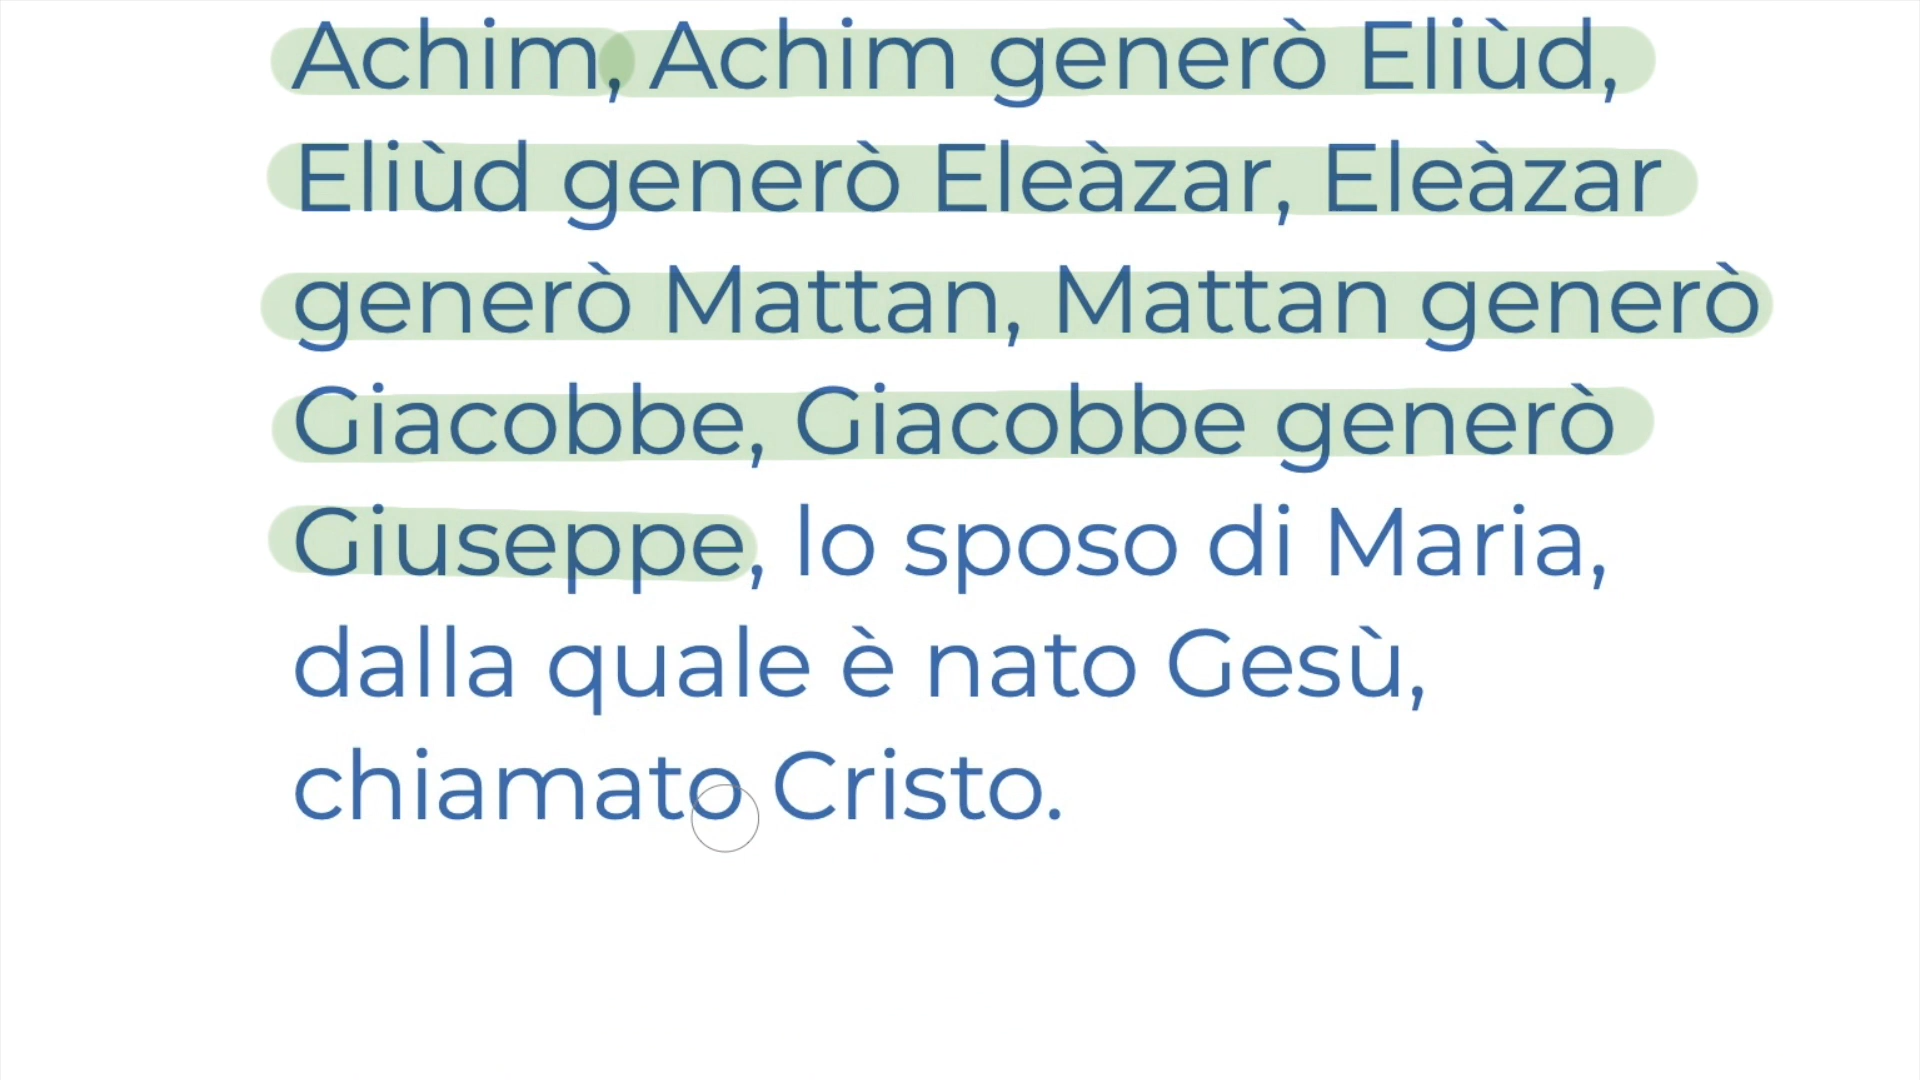 Achim, Achim generò Eliùd,
Eliùd generò Eleàzar, Eleàzar
generò Mattan, Mattan generò
Giacobbe, Giacobbe generò
Giuseppe, lo sposo di Maria,
dalla quale è nato Gesù,
chiamato Cristo.